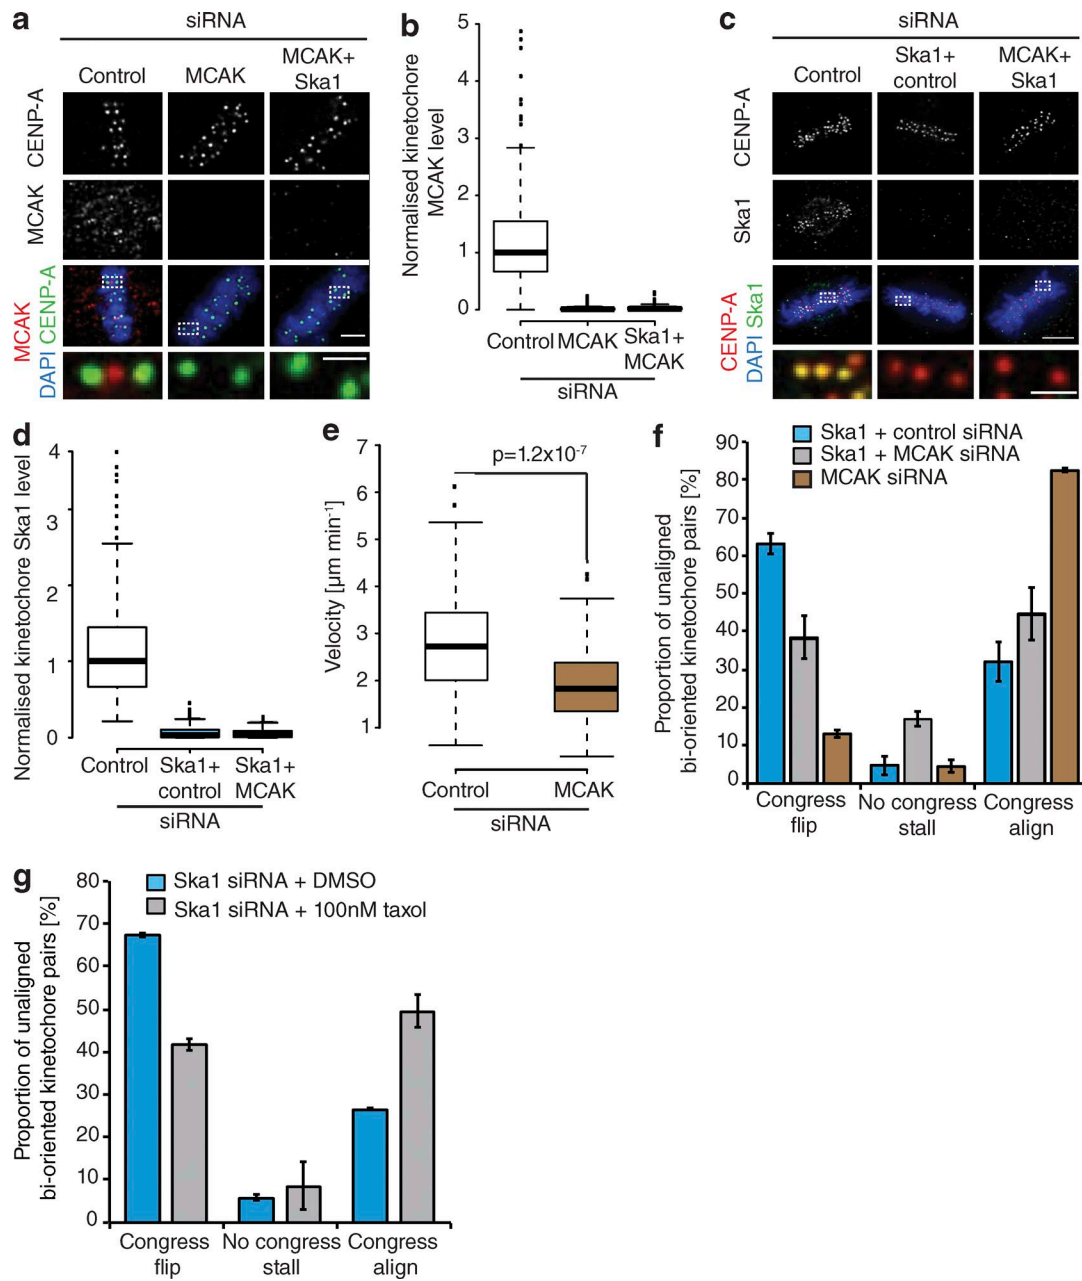 a
siRNA
Control
MCAK
MCAK+
Ska1
CENP-A
MCAK
MCAK
DAPI CENP-A
b
Normalised kinetochore
MCAK level
5
4
3
2
1
0
Control
MCAK
Ska1+
MCAK
siRNA
c
siRNA
Control
Ska1+
control
MCAK+
Ska1
CENP-A
Ska1
CENP-A
DAPI Ska1
d
Normalised kinetochore Ska1 level
4
3
2
1
0
Control
Ska1+
control
Ska1+
MCAK
siRNA
e
Velocity [µm min-1]
7
6
5
4
3
2
1
p=1.2x10-7
Control
MCAK
siRNA
f
Ska1 + control siRNA
Ska1 + MCAK siRNA
MCAK siRNA
Proportion of unaligned
bi-oriented kinetochore pairs [%]
90
80
70
60
50
40
30
20
10
0
Congress
flip
No congress
stall
Congress
align
g
Ska1 siRNA + DMSO
Ska1 siRNA + 100nM taxol
Proportion of unaligned
bi-oriented kinetochore pairs [%]
80
70
60
50
40
30
20
10
0
Congress
flip
No congress
stall
Congress
align